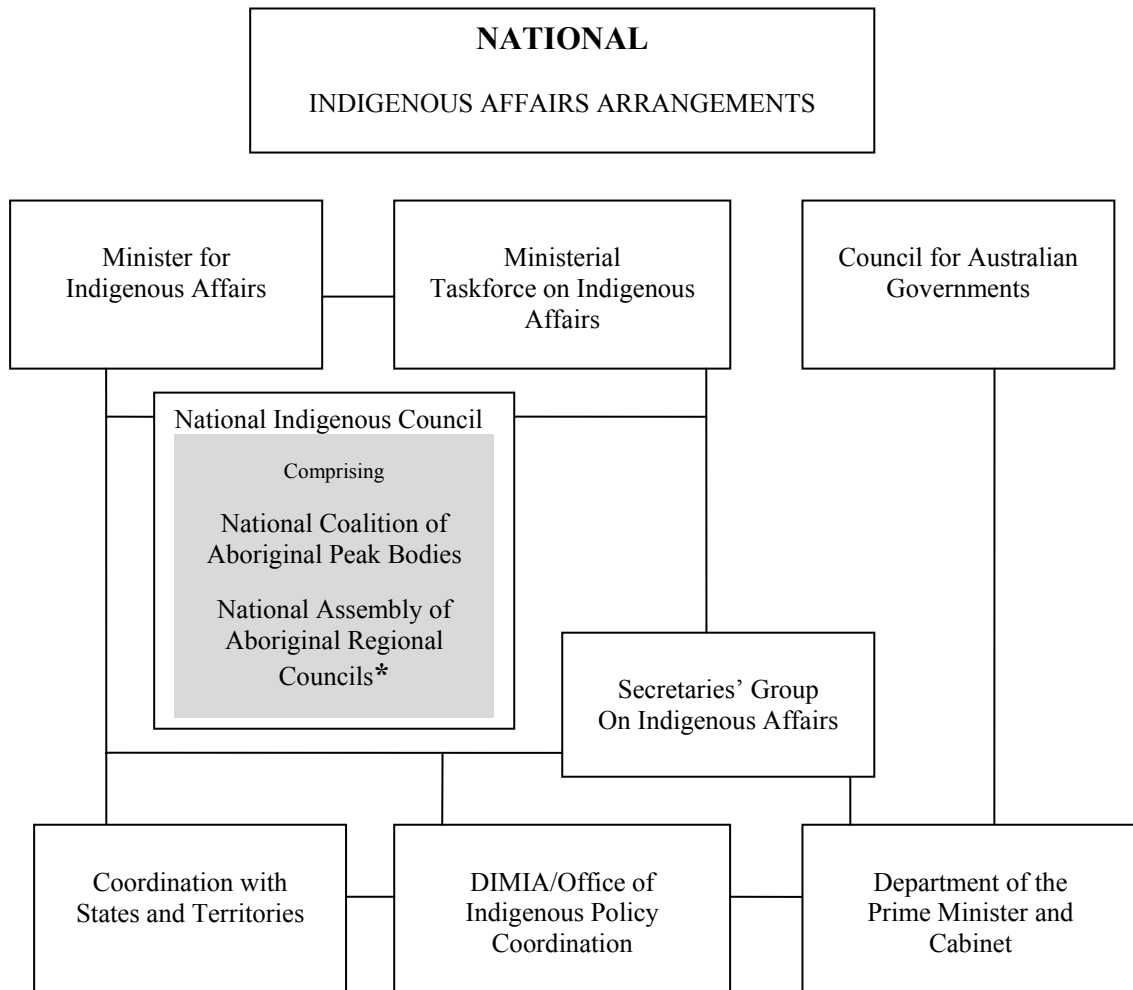 NATIONAL
INDIGENOUS AFFAIRS ARRANGEMENTS
Minister for
Indigenous Affairs
Ministerial
Taskforce on Indigenous
Affairs
Council for Australian
Governments
National Indigenous Council
Comprising
National Coalition of
Aboriginal Peak Bodies
National Assembly of
Aboriginal Regional
Councils*
Secretaries’ Group
On Indigenous Affairs
Coordination with
States and Territories
DIMIA/Office of
Indigenous Policy
Coordination
Department of the
Prime Minister and
Cabinet